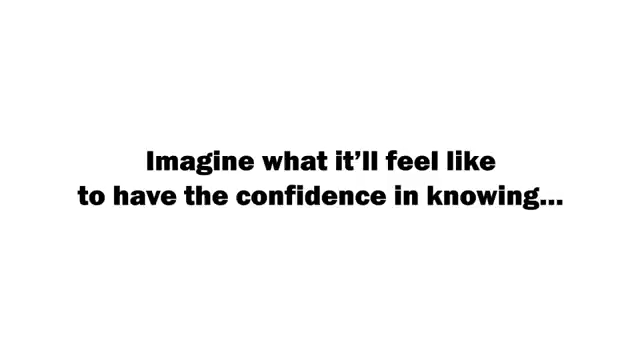 Imagine what it’ll feel like
to have the confidence in knowing...